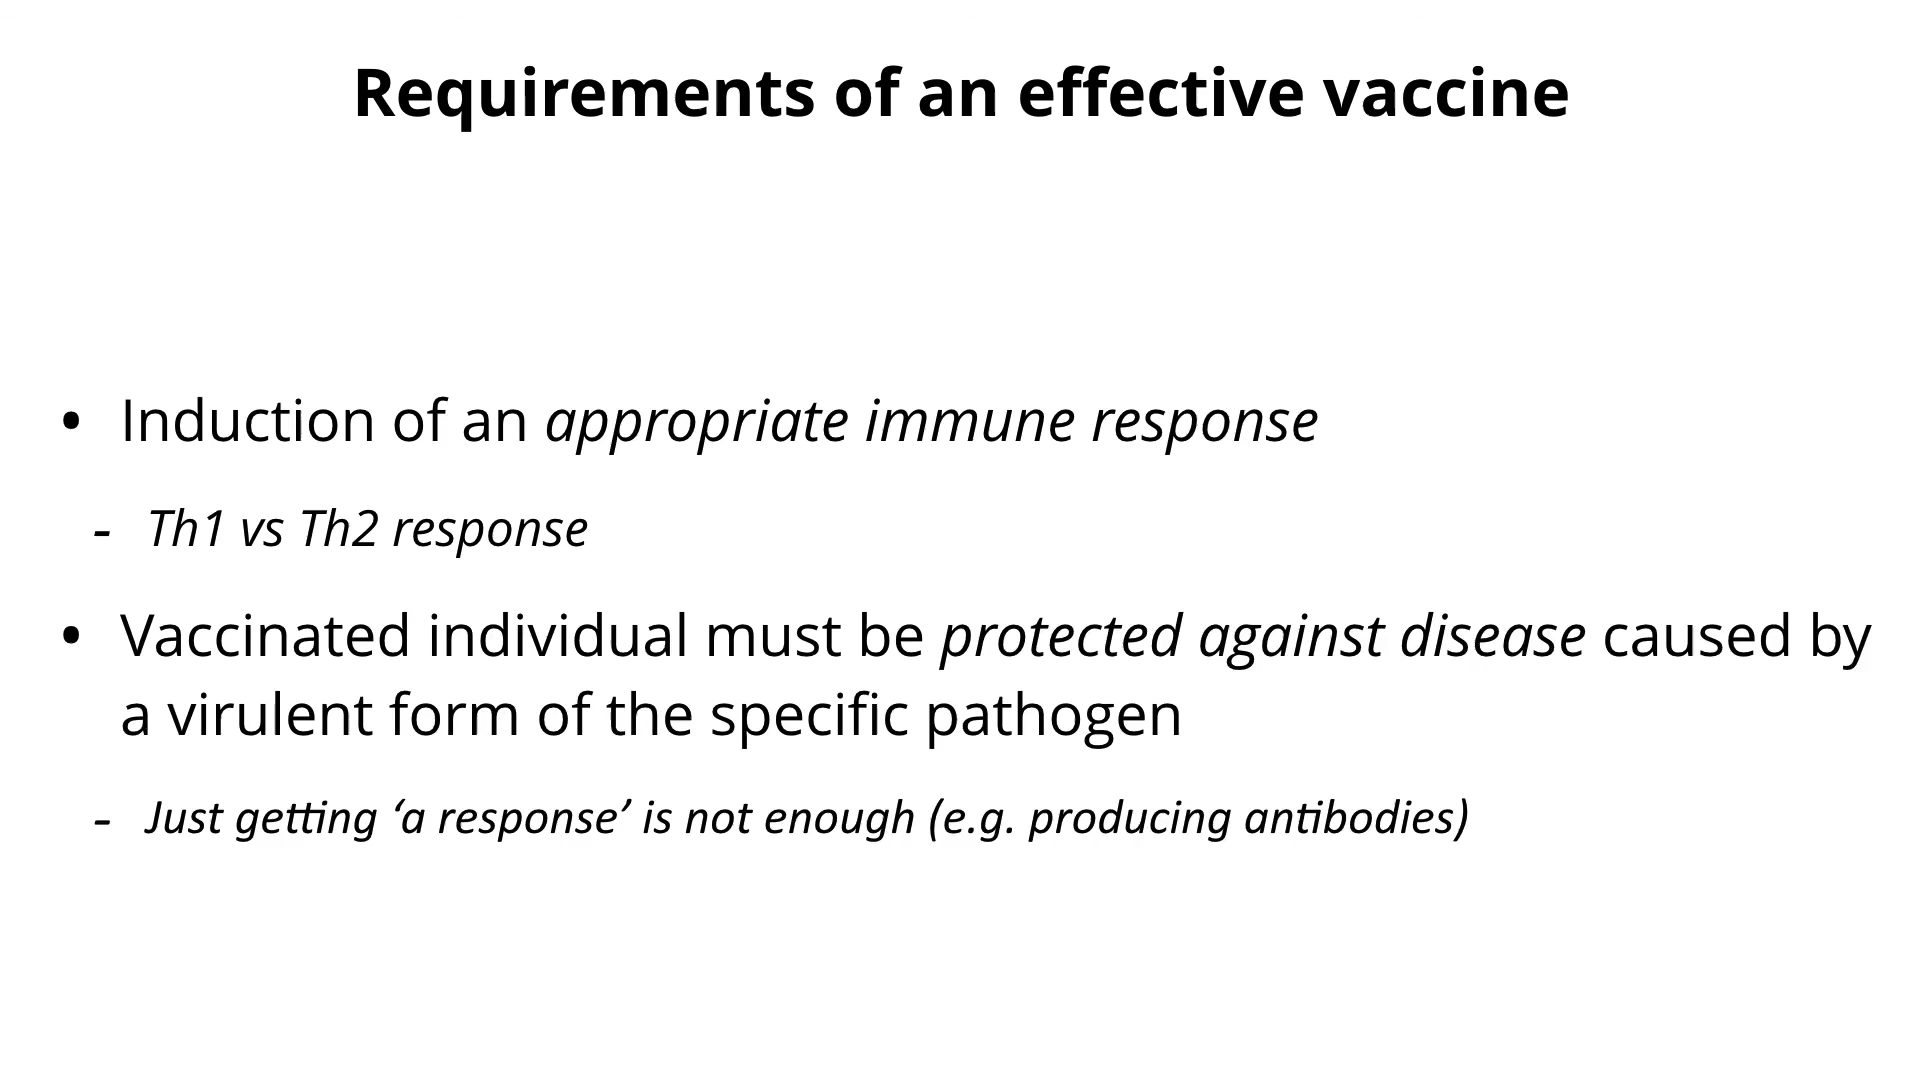 Requirements of an effective vaccine
• Induction of an appropriate immune response
- Th1 vs Th2 response
• Vaccinated individual must be protected against disease caused by
a virulent form of the specific pathogen
- Just getting ‘a response’ is not enough (e.g. producing antibodies)